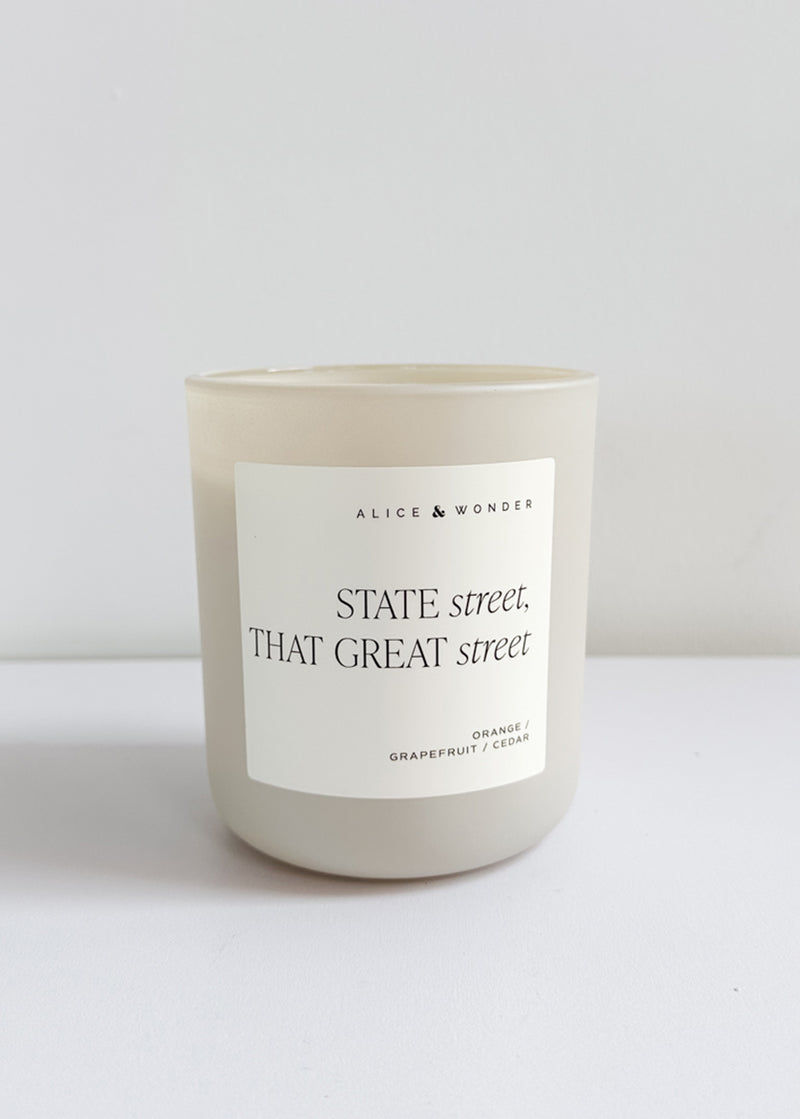 ALICE & WONDER
STATE street,
THAT GREAT street
ORANGE /
GRAPEFRUIT / CEDAR